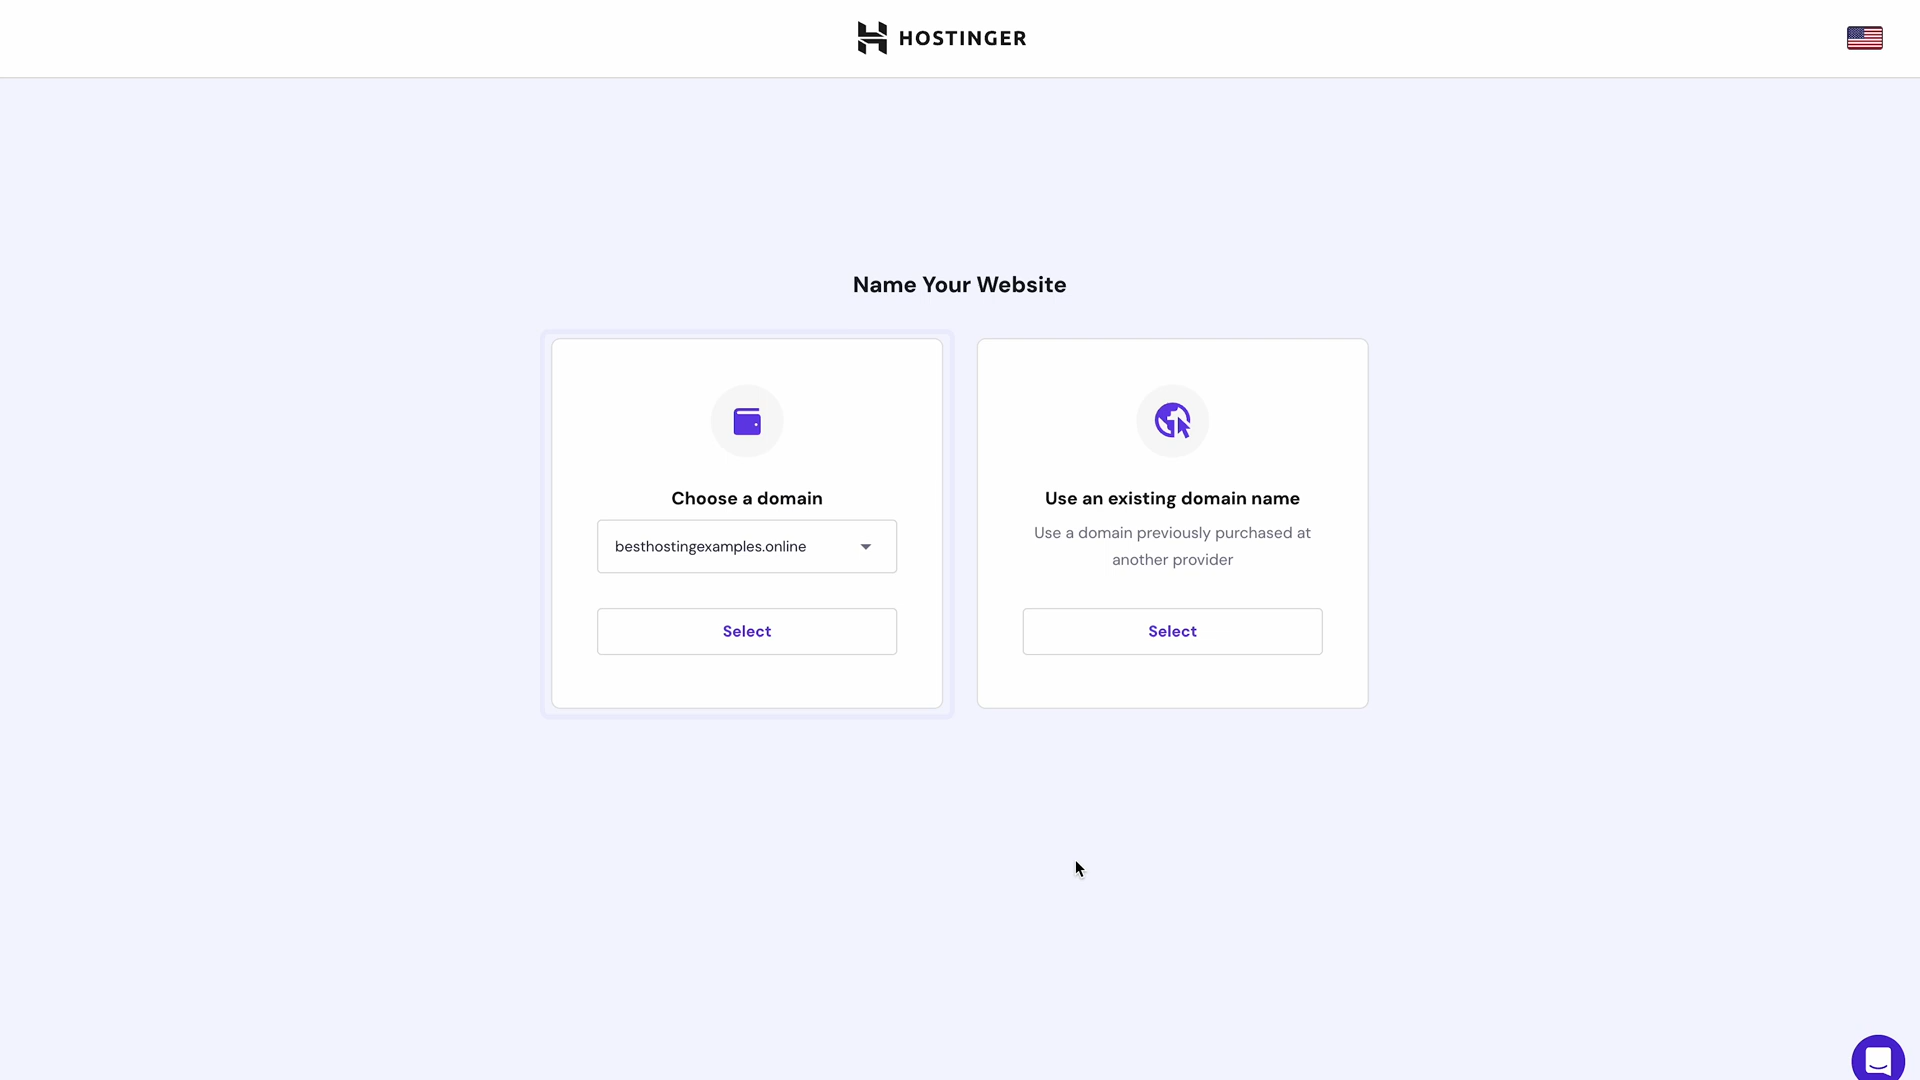 HOSTINGER
Name Your Website
Choose a domain
besthostingexamples.online
Select
Use an existing domain name
Use a domain previously purchased at
another provider
Select